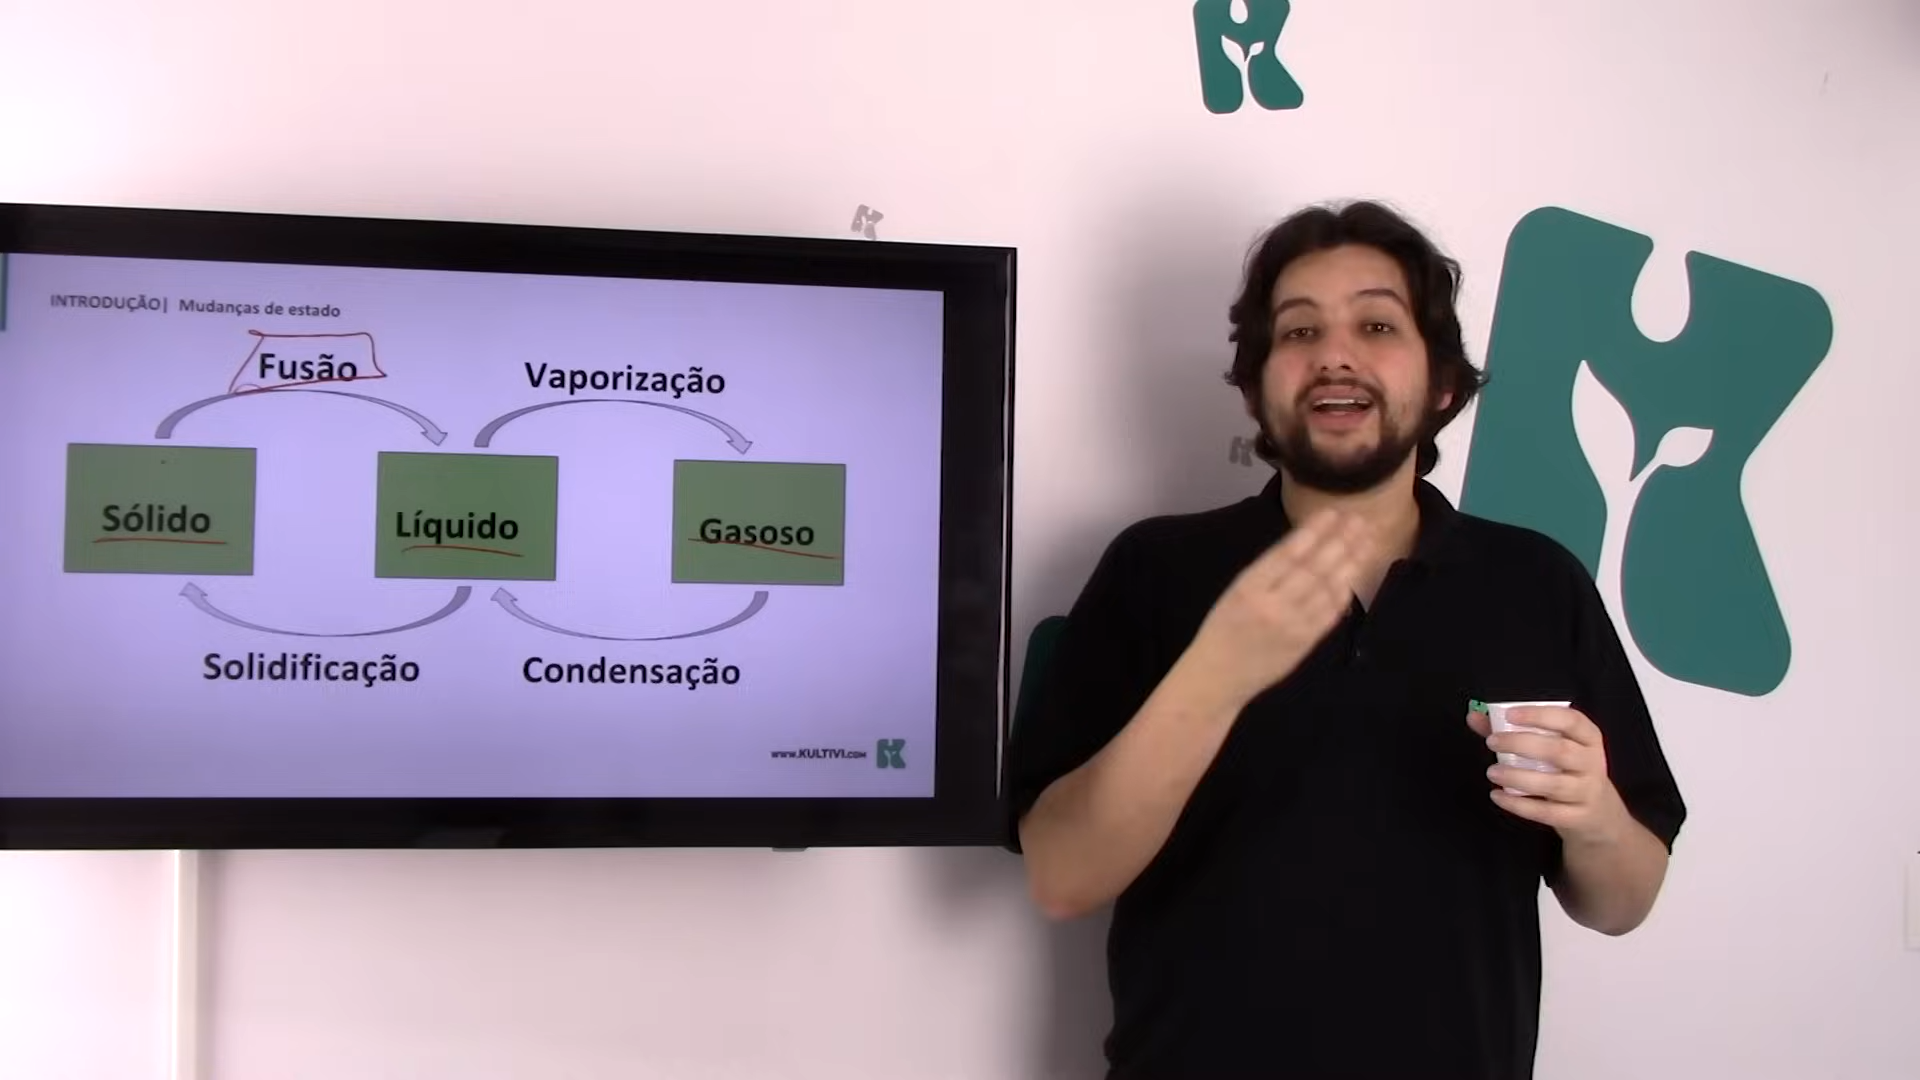 INTRODUÇÃO| Mudanças de estado
Fusão
Vaporização
Sólido
Líquido
Gasoso
Solidificação
Condensação
WWW.KULTIVI.COM